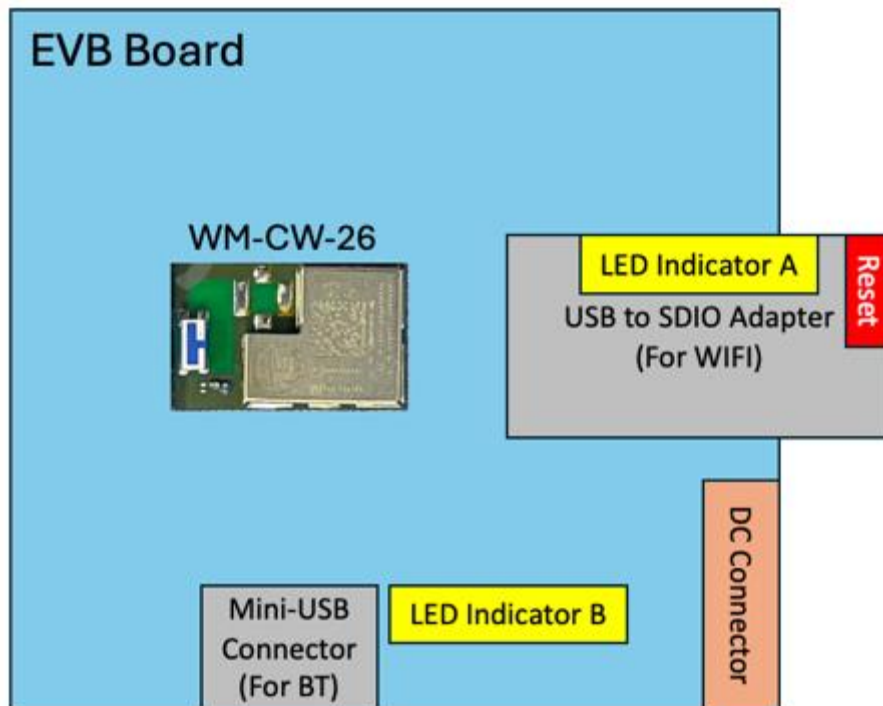 EVB Board
WM-CW-26
LED Indicator A
Reset
USB to SDIO Adapter
(For WIFI)
DC Connector
Mini-USB
Connector
(For BT)
LED Indicator B